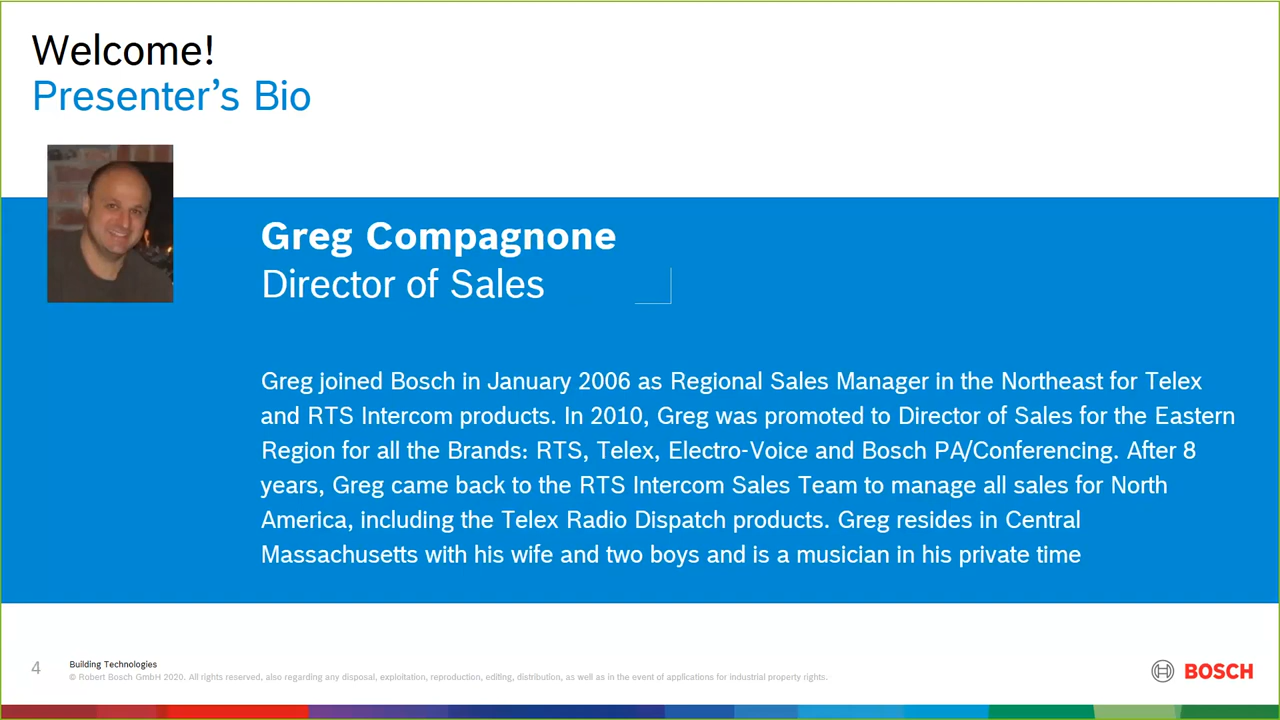 Welcome!
Presenter’s Bio
Greg Compagnone
Director of Sales
Greg joined Bosch in January 2006 as Regional Sales Manager in the Northeast for Telex
and RTS Intercom products. In 2010, Greg was promoted to Director of Sales for the Eastern
Region for all the Brands: RTS, Telex, Electro-Voice and Bosch PA/Conferencing. After 8
years, Greg came back to the RTS Intercom Sales Team to manage all sales for North
America, including the Telex Radio Dispatch products. Greg resides in Central
Massachusetts with his wife and two boys and is a musician in his private time
4
Building Technologies
© Robert Bosch GmbH 2020. All rights reserved, also regarding any disposal, exploitation, reproduction, editing, distribution, as well as in the event of applications for industrial property rights.
BOSCH